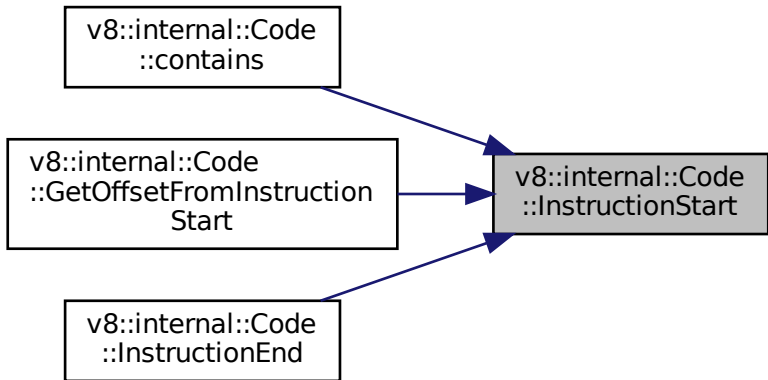 v8::internal::Code
::contains
v8::internal::Code
::GetOffsetFromInstruction
Start
v8::internal::Code
::InstructionStart
v8::internal::Code
::InstructionEnd